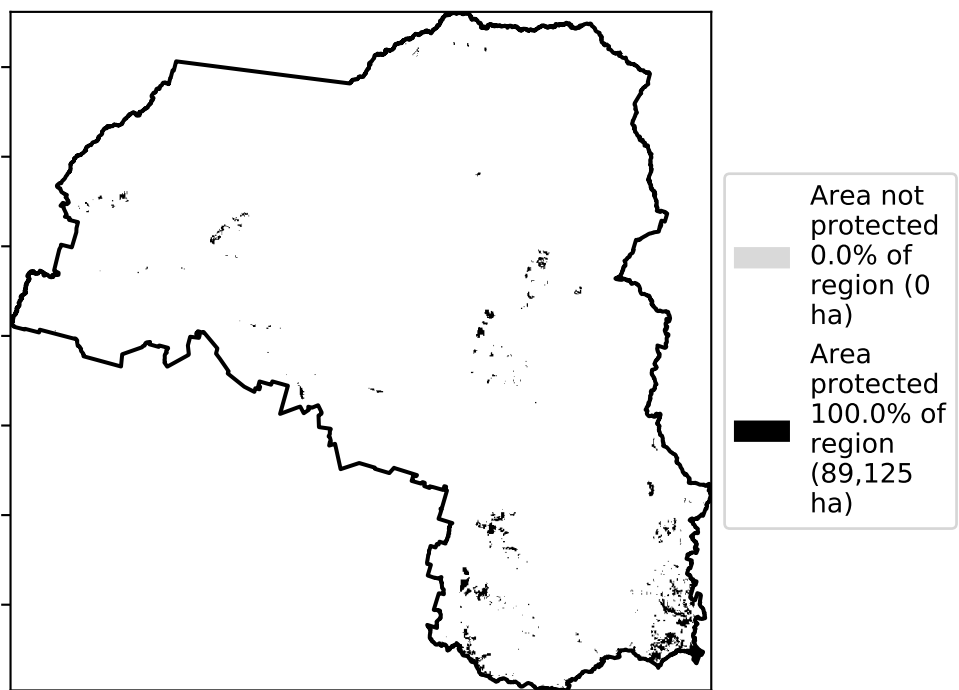 Area not
protected
0.0% of
region (0
ha)
Area
protected
100.0% of
region
(89,125
ha)